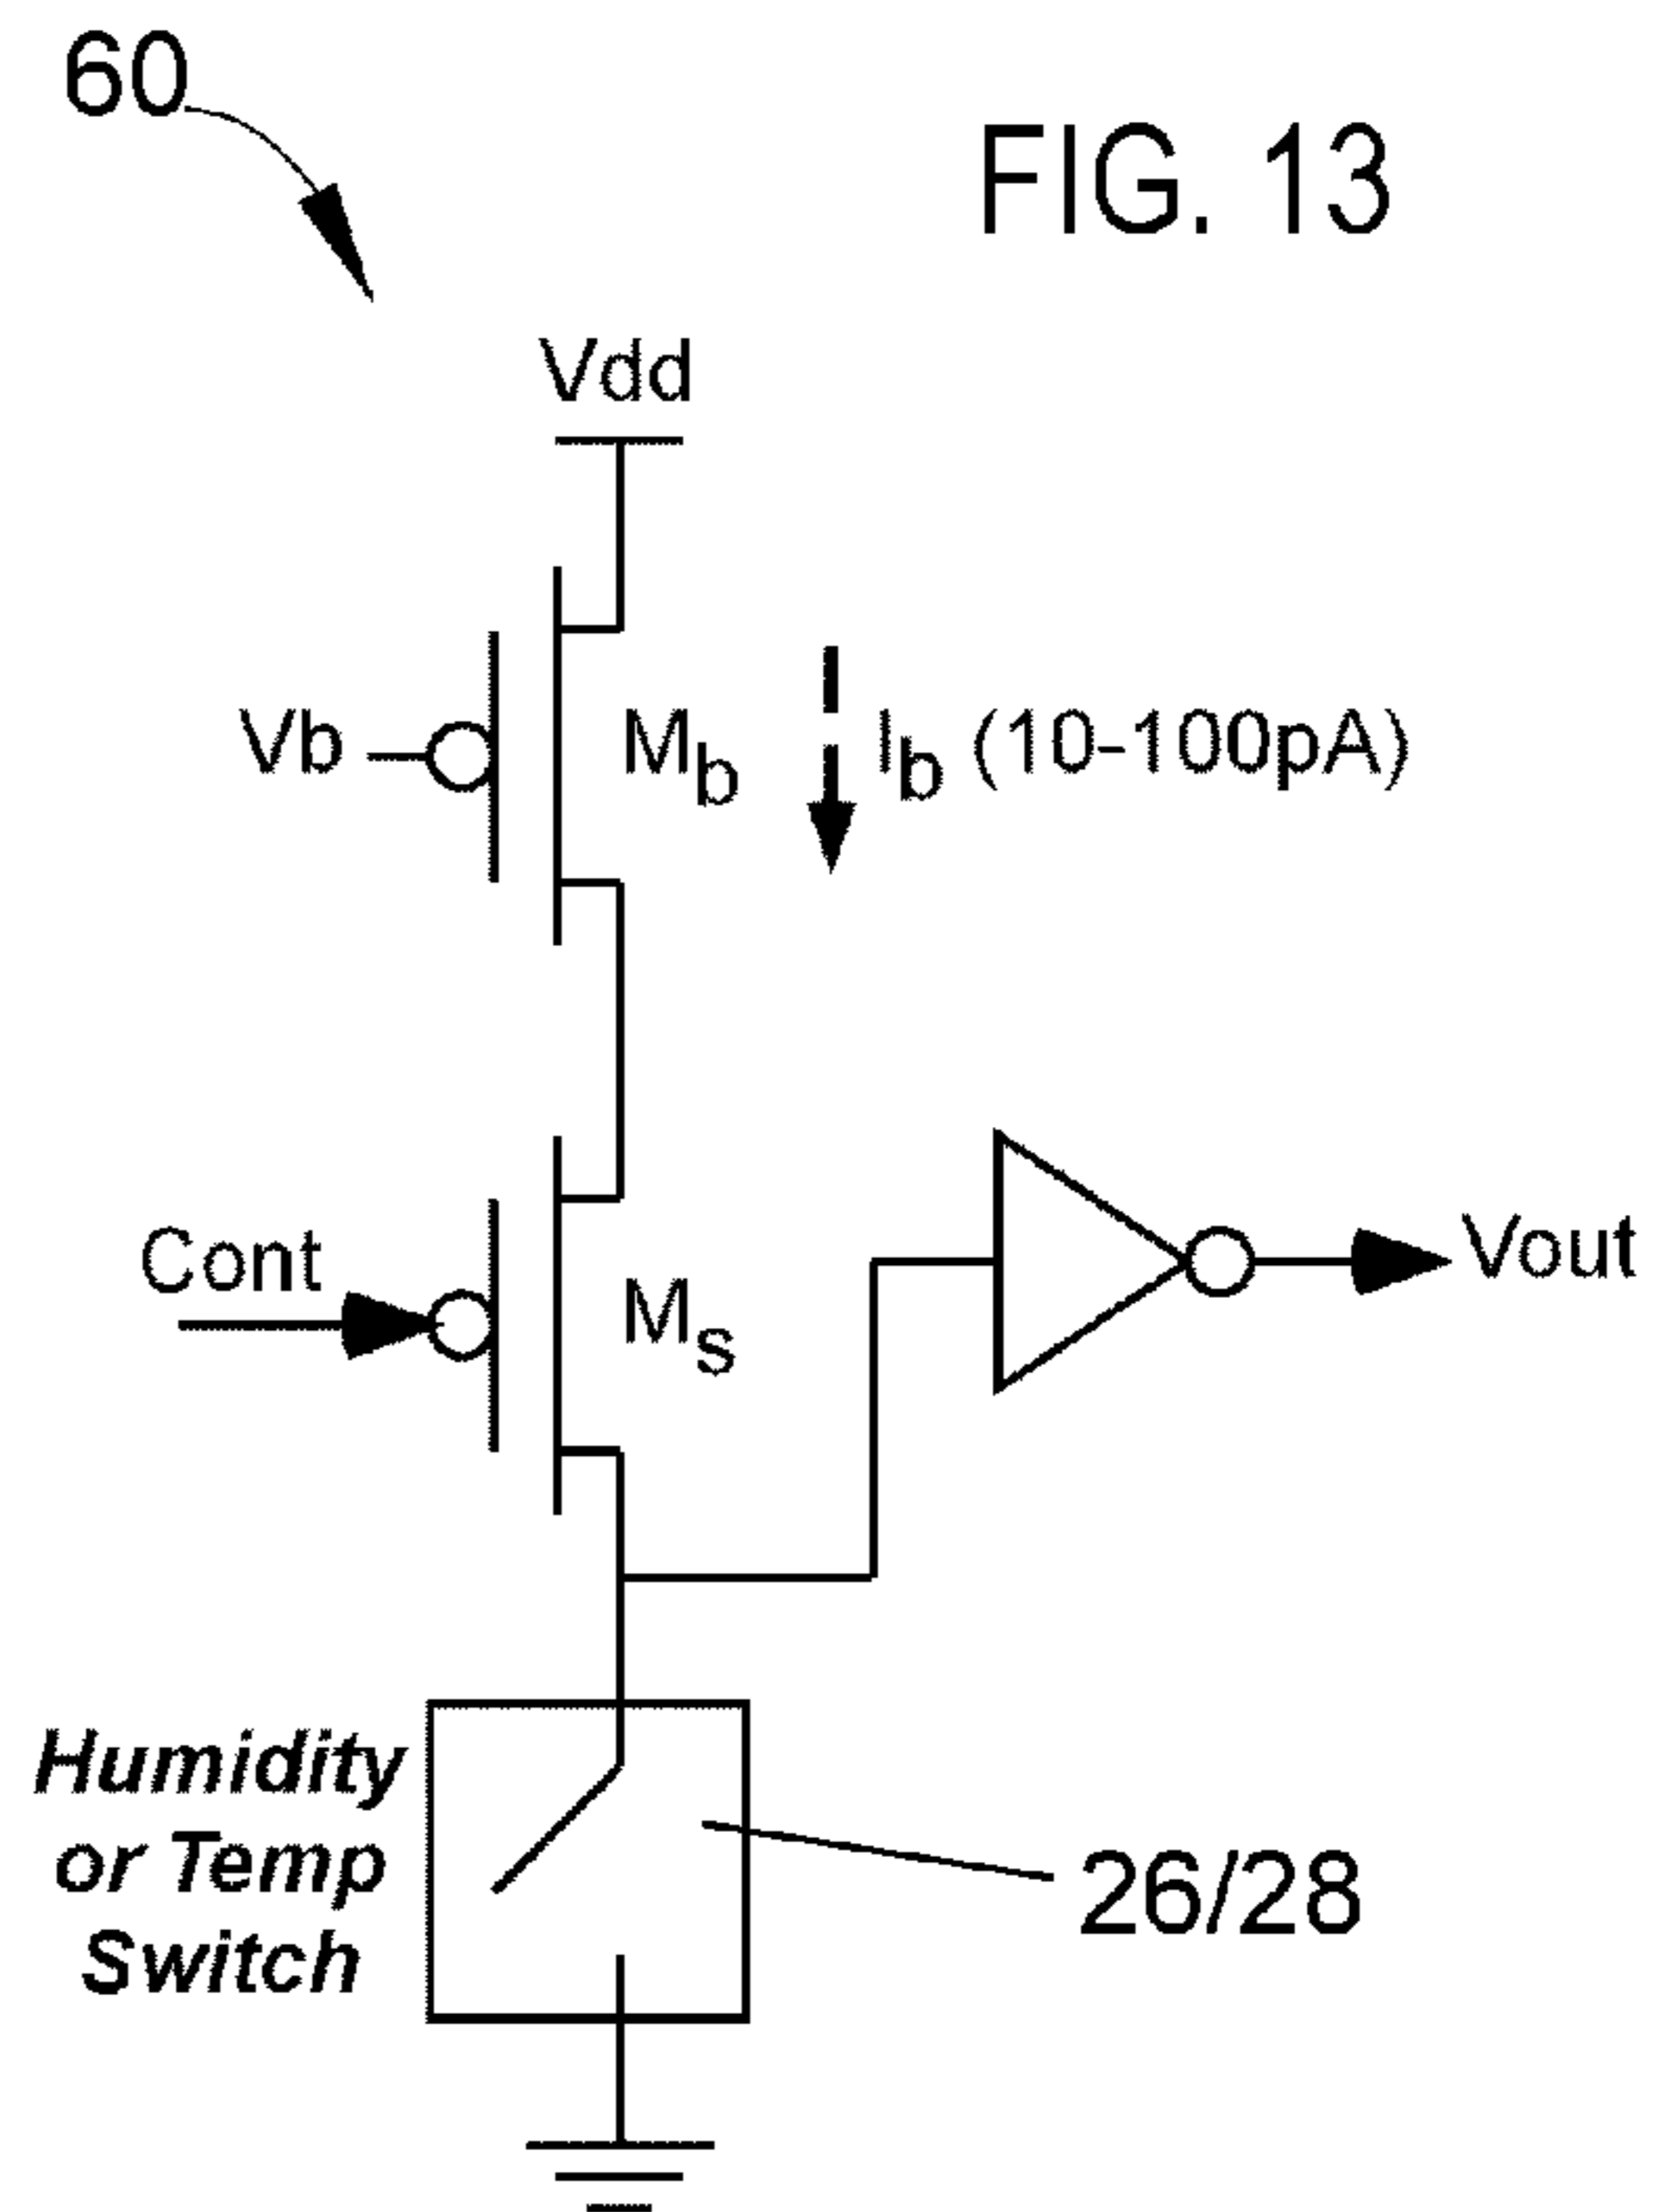 60
FIG. 13
Vdd
Vb
Mb
Ib (10-100pA)
Cont
Ms
Vout
Humidity
or Temp
Switch
26/28